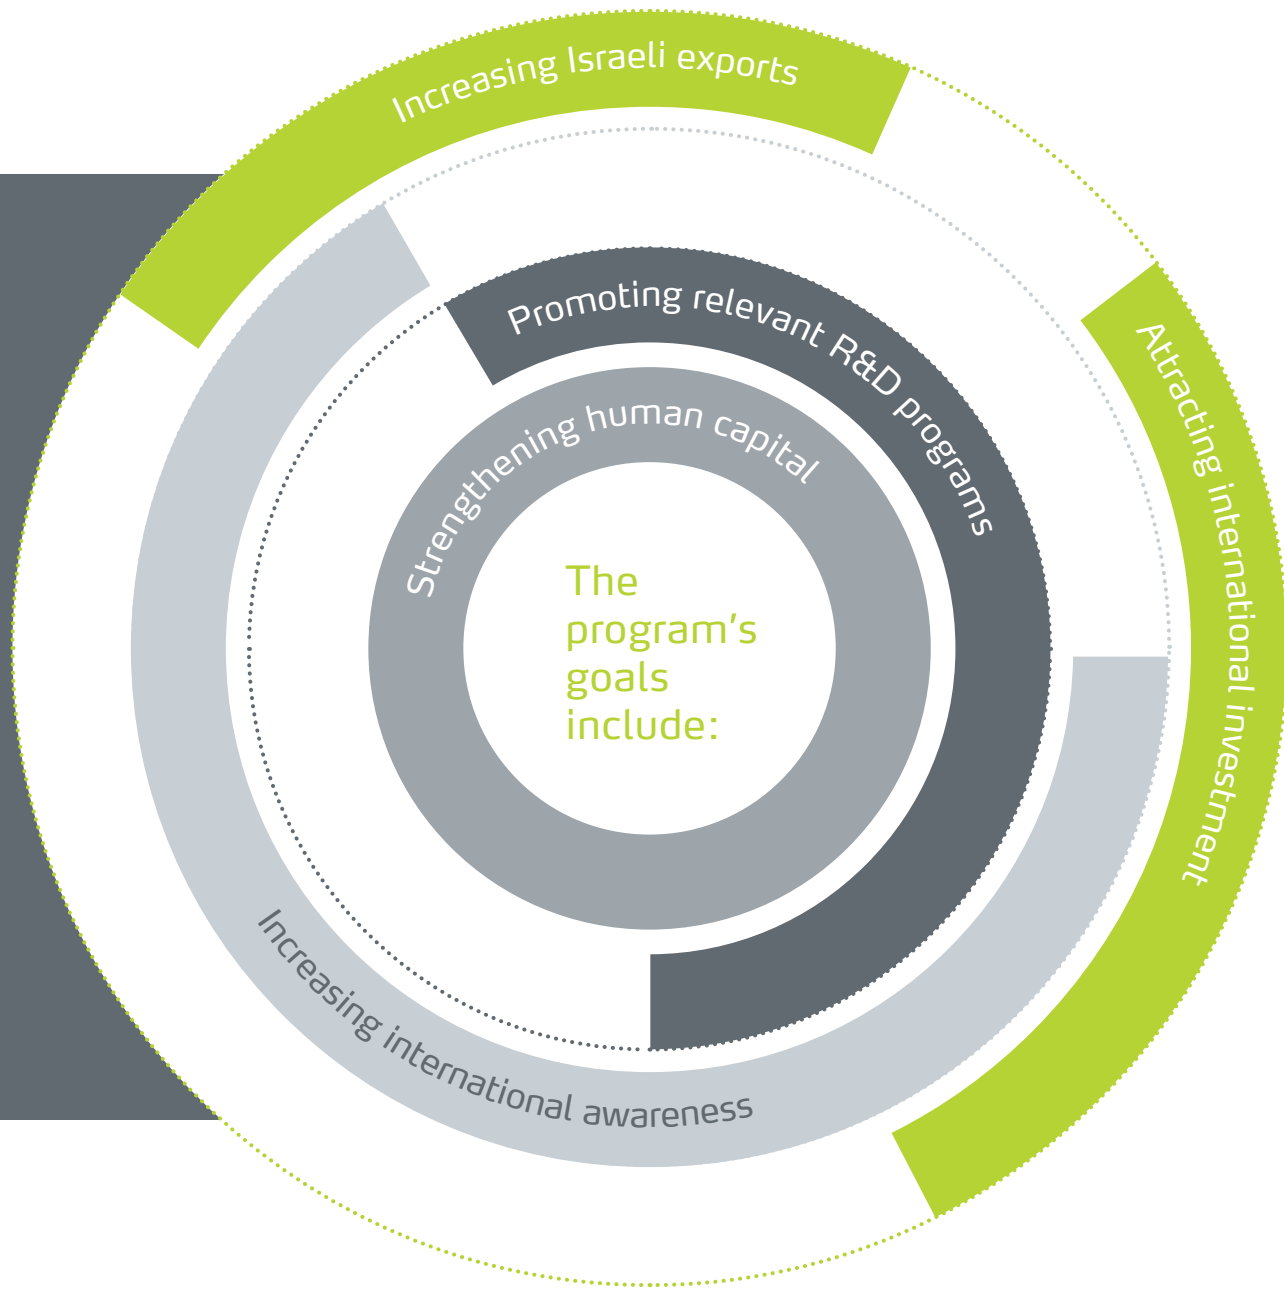 The
program’s
goals
include:
Strengthening human capital
Promoting relevant R&D programs
Increasing international awareness
Increasing Israeli exports
Attracting international investment